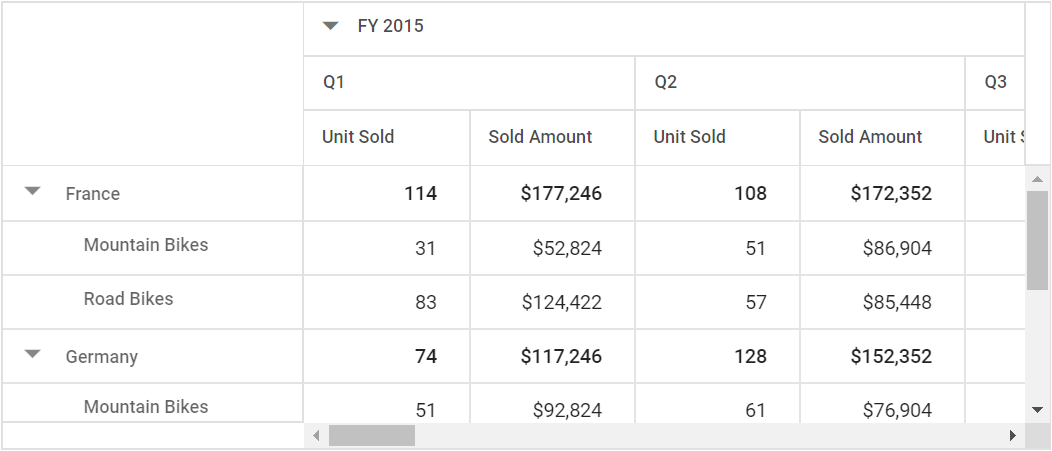 FY 2015
Q1 Q2 Q3
Unit Sold Sold Amount Unit Sold Sold Amount Unit
France 114 $177,246 108 $172,352
Mountain Bikes 31 $52,824 51 $86,904
Road Bikes 83 $124,422 57 $85,448
Germany 74 $117,246 128 $152,352
Mountain Bikes 51 $92,824 61 $76,904